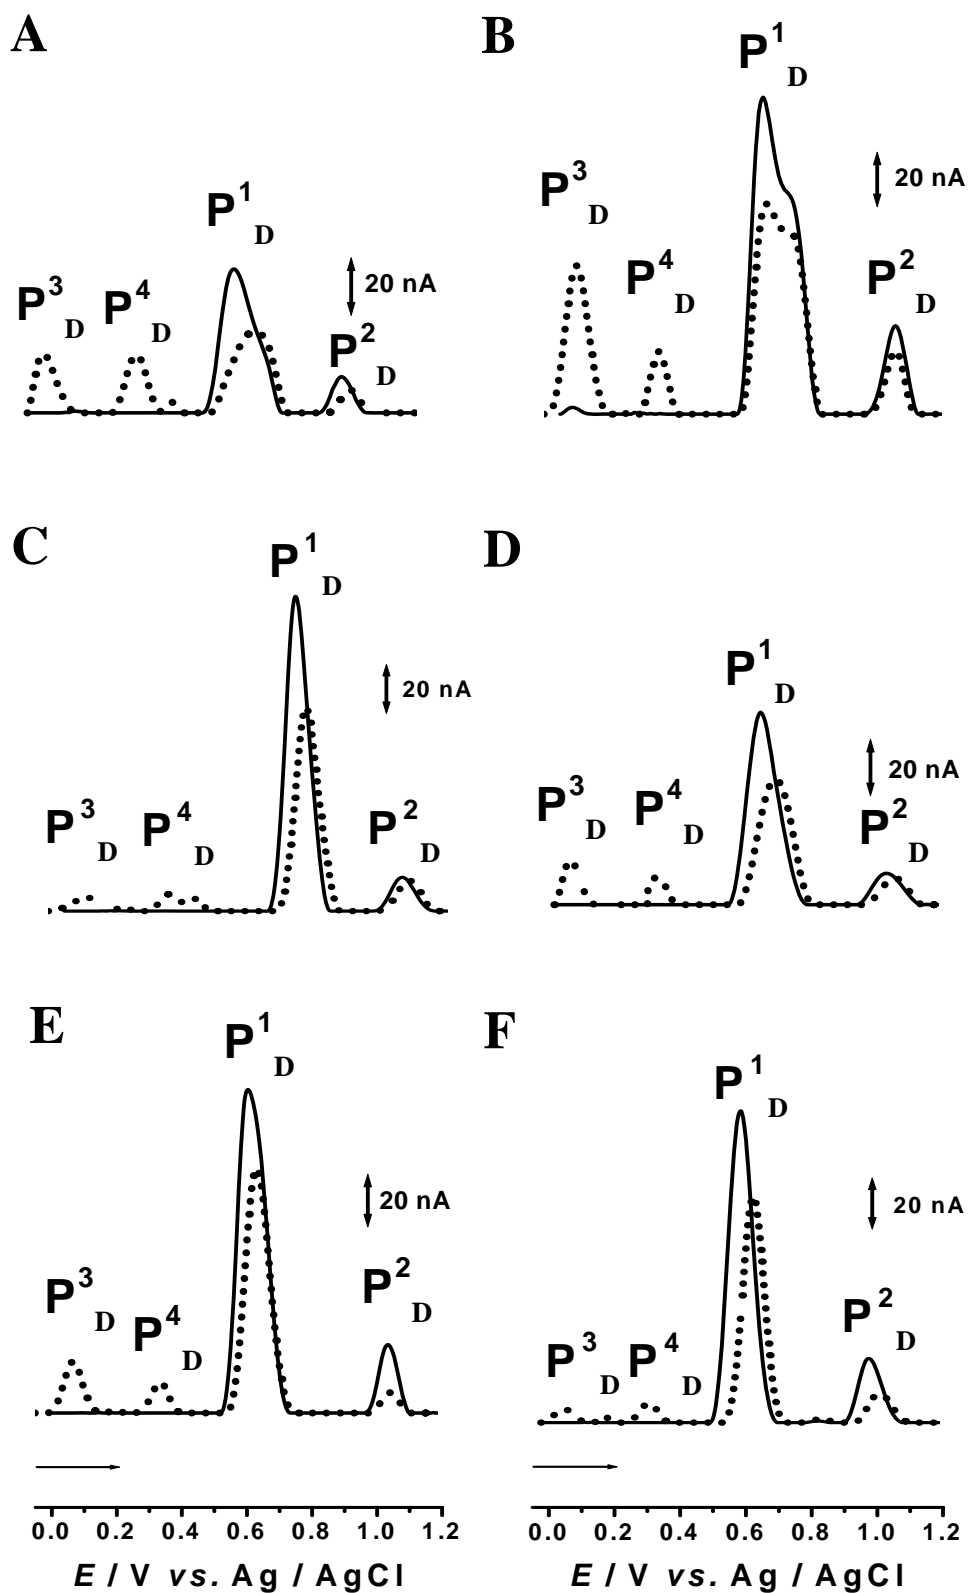 A
P¹D
20 nA
P³D
P⁴D
P²D
B
P¹D
20 nA
P³D
P⁴D
P²D
C
P¹D
20 nA
P³D
P⁴D
P²D
D
P¹D
20 nA
P³D
P⁴D
P²D
E
P¹D
20 nA
P³D
P⁴D
P²D
F
P¹D
20 nA
P³D
P⁴D
P²D
0.0 0.2 0.4 0.6 0.8 1.0 1.2
E / V vs. Ag / AgCl
0.0 0.2 0.4 0.6 0.8 1.0 1.2
E / V vs. Ag / AgCl